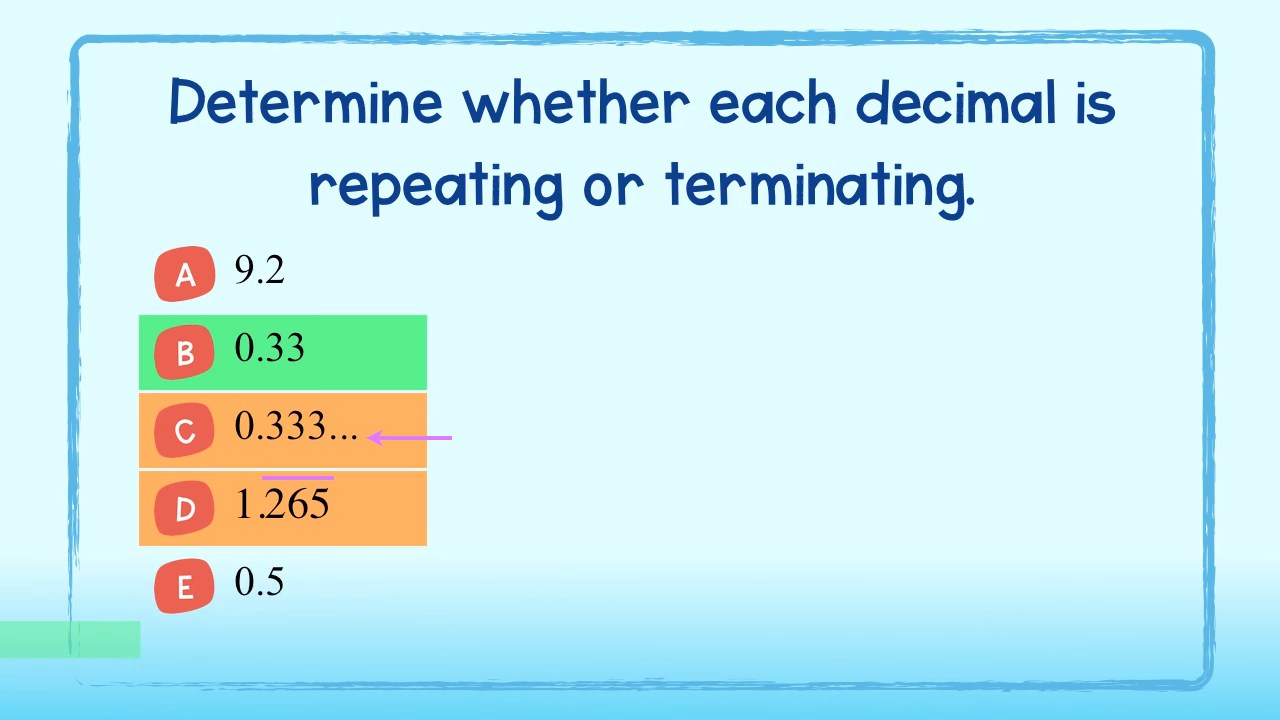 Determine whether each decimal is
repeating or terminating.
A 9.2
B 0.33
C 0.333...
D 1.265
E 0.5